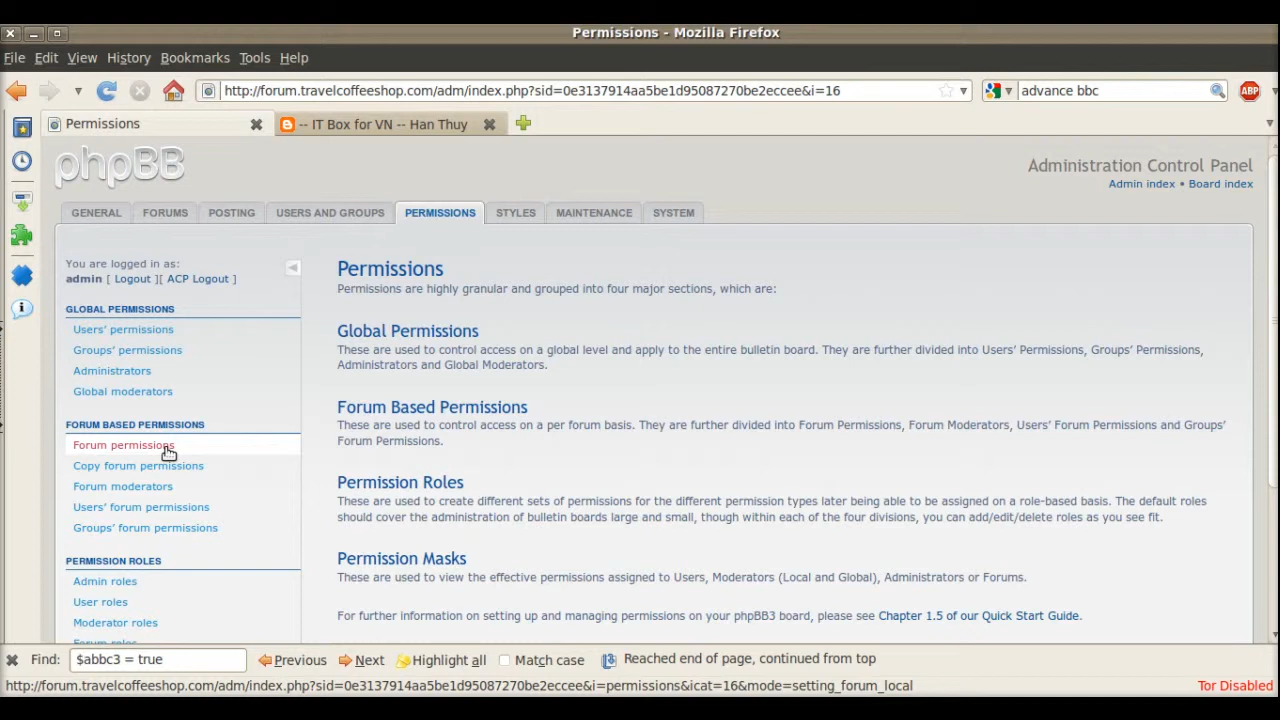 Permissions - Mozilla Firefox
File Edit View History Bookmarks Tools Help
http://forum.travelcoffeeshop.com/adm/index.php?sid=0e3137914aa5be1d95087270be2eccee&i=16
advance bbc
ABP
Permissions
-- IT Box for VN -- Han Thuy
phpBB
Administration Control Panel
Admin index • Board index
GENERAL FORUMS POSTING USERS AND GROUPS PERMISSIONS STYLES MAINTENANCE SYSTEM
You are logged in as:
admin [ Logout ][ ACP Logout ]
GLOBAL PERMISSIONS
Users' permissions
Groups' permissions
Administrators
Global moderators
FORUM BASED PERMISSIONS
Forum permissions
Copy forum permissions
Forum moderators
Users' forum permissions
Groups' forum permissions
PERMISSION ROLES
Admin roles
User roles
Moderator roles
Forum roles
Permissions
Permissions are highly granular and grouped into four major sections, which are:
Global Permissions
These are used to control access on a global level and apply to the entire bulletin board. They are further divided into Users' Permissions, Groups' Permissions,
Administrators and Global Moderators.
Forum Based Permissions
These are used to control access on a per forum basis. They are further divided into Forum Permissions, Forum Moderators, Users' Forum Permissions and Groups'
Forum Permissions.
Permission Roles
These are used to create different sets of permissions for the different permission types later being able to be assigned on a role-based basis. The default roles
should cover the administration of bulletin boards large and small, though within each of the four divisions, you can add/edit/delete roles as you see fit.
Permission Masks
These are used to view the effective permissions assigned to Users, Moderators (Local and Global), Administrators or Forums.
For further information on setting up and managing permissions on your phpBB3 board, please see Chapter 1.5 of our Quick Start Guide.
Find: $abbc3 = true Previous Next Highlight all Match case Reached end of page, continued from top
http://forum.travelcoffeeshop.com/adm/index.php?sid=0e3137914aa5be1d95087270be2eccee&i=permissions&icat=16&mode=setting_forum_local
Tor Disabled